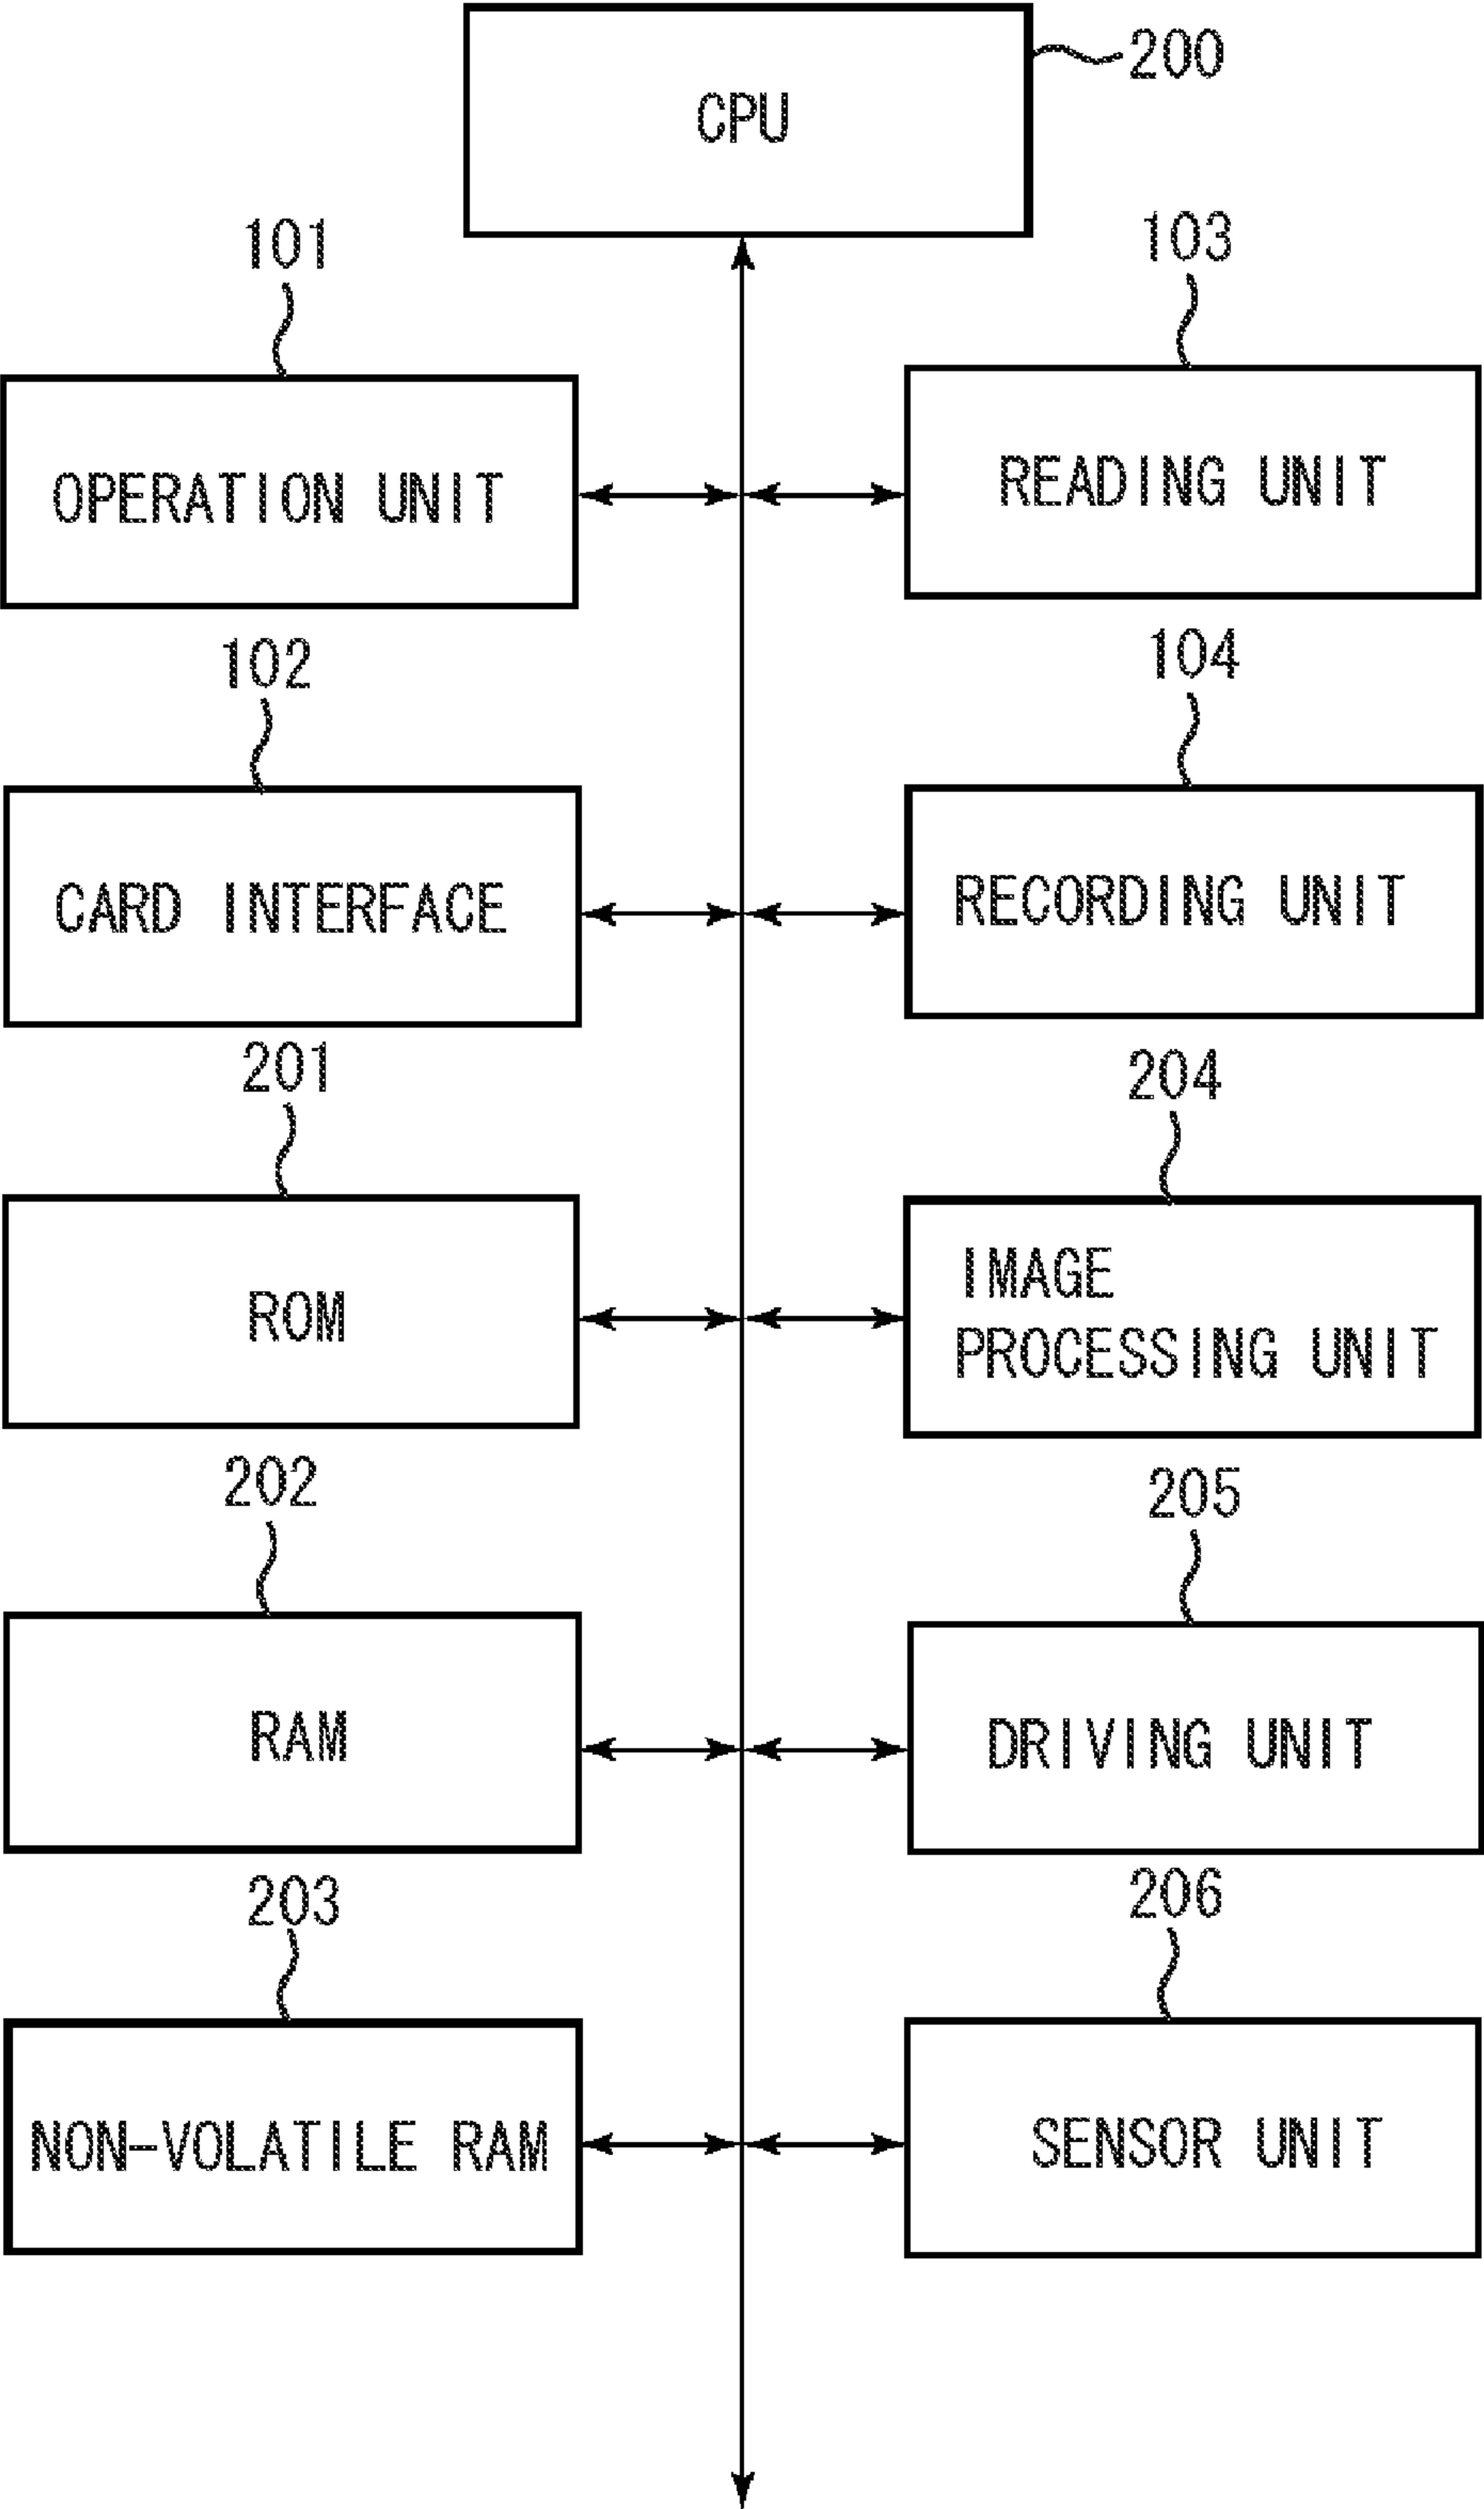 CPU
200
101
OPERATION UNIT
103
READING UNIT
102
CARD INTERFACE
104
RECORDING UNIT
201
ROM
204
IMAGE
PROCESSING UNIT
202
RAM
205
DRIVING UNIT
203
NON-VOLATILE RAM
206
SENSOR UNIT